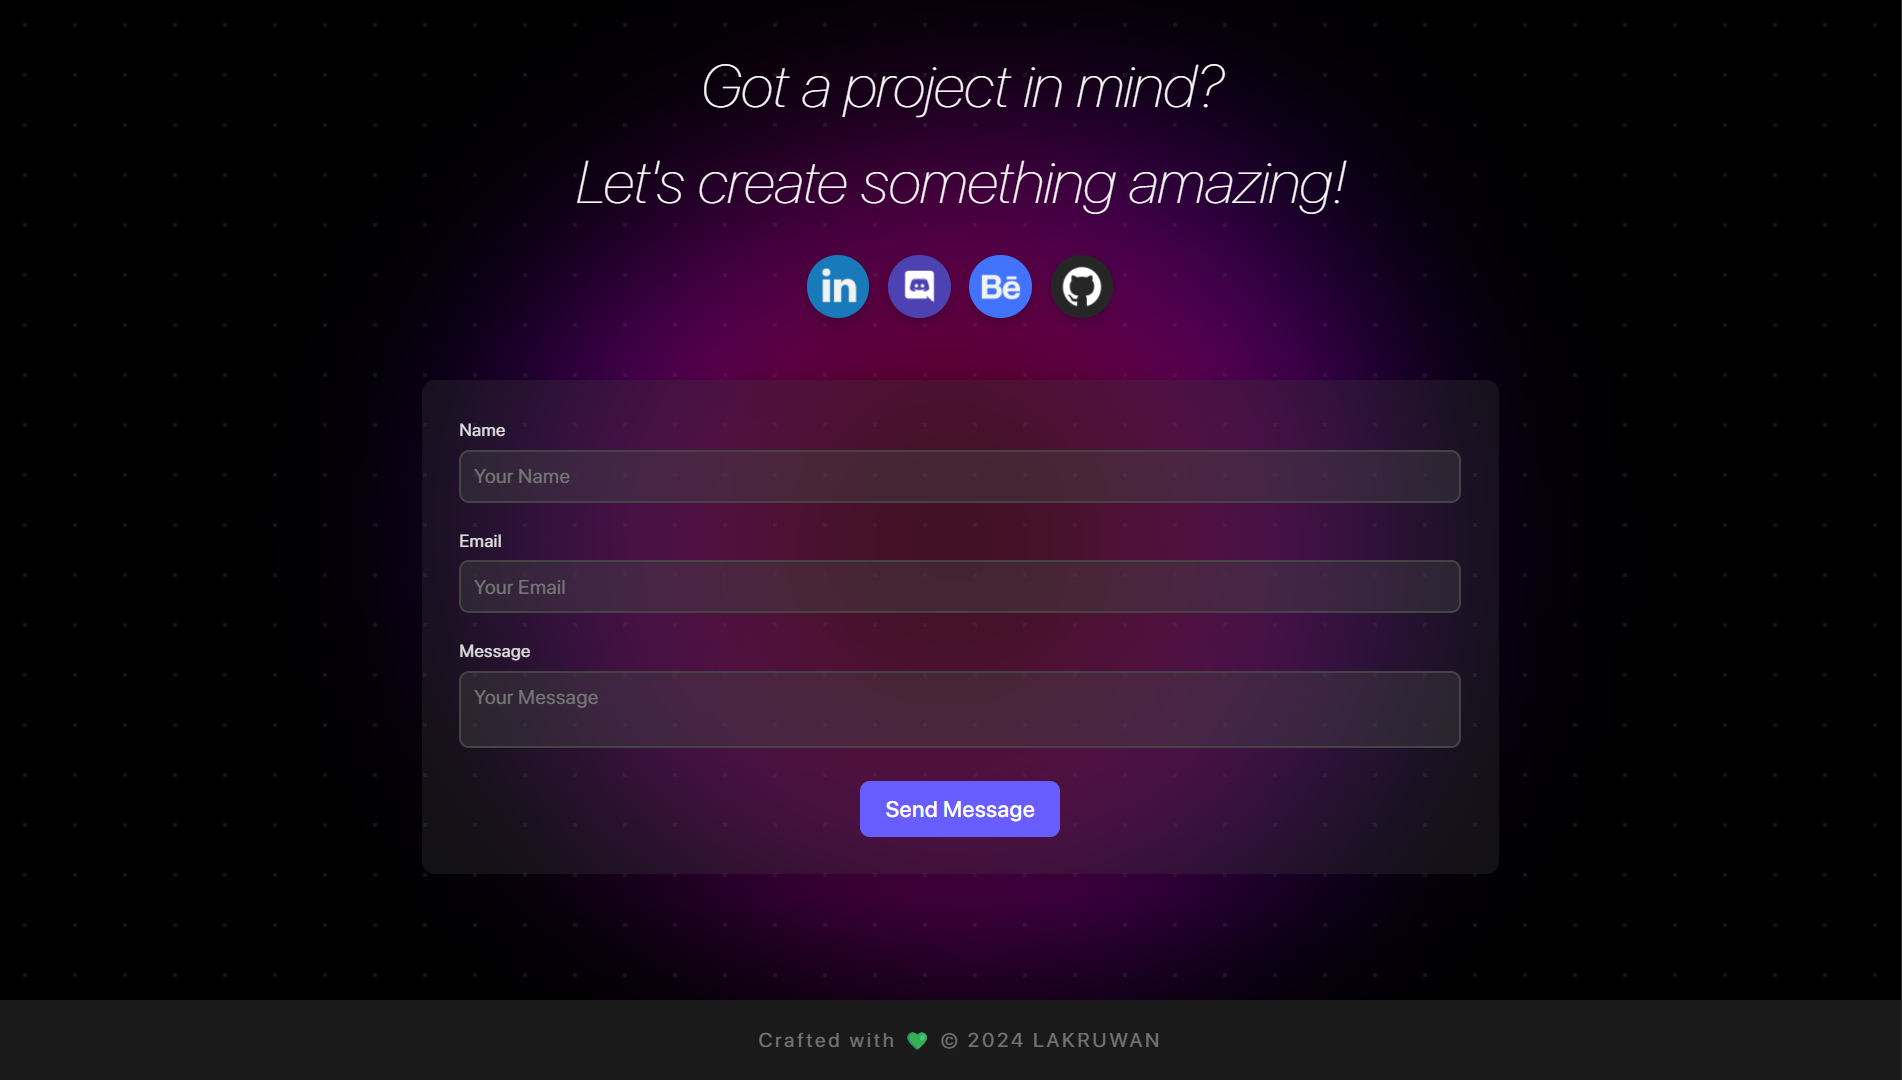 Got a project in mind?
Let's create something amazing!
in Bē
Name
Your Name
Email
Your Email
Message
Your Message
Send Message
Crafted with 💚 © 2024 LAKRUWAN